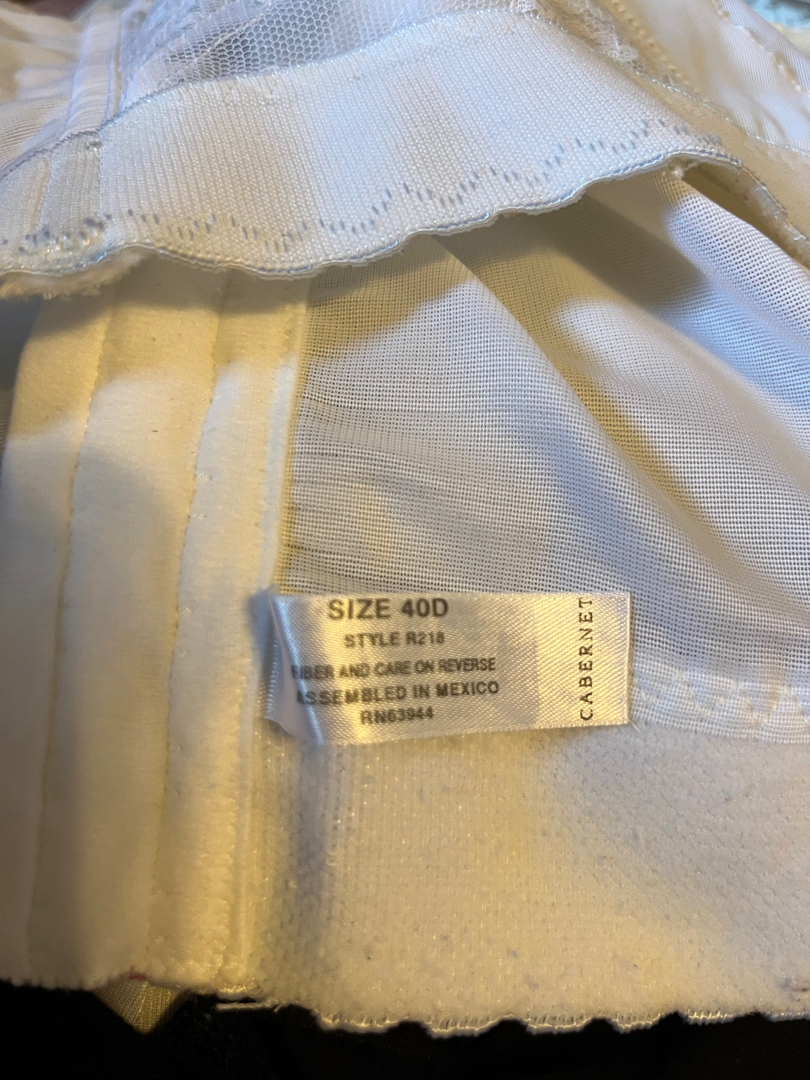 SIZE 40D
STYLE R218
FIBER AND CARE ON REVERSE
ASSEMBLED IN MEXICO
RN63944
CABERNET